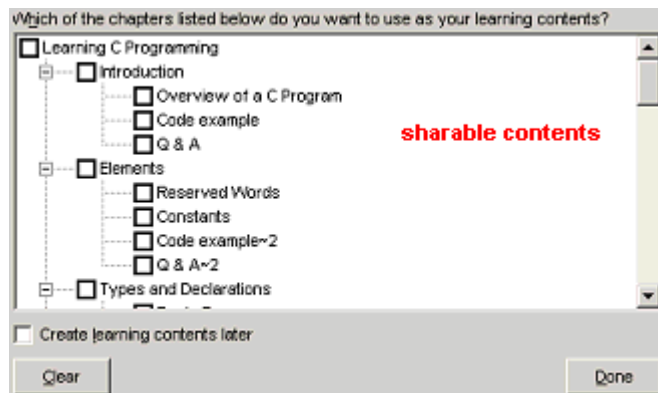 Which of the chapters listed below do you want to use as your learning contents?
Learning C Programming
Introduction
Overview of a C Program
Code example
sharable contents
Q & A
Elements
Reserved Words
Constants
Code example~2
Q & A~2
Types and Declarations
Create learning contents later
Clear
Done